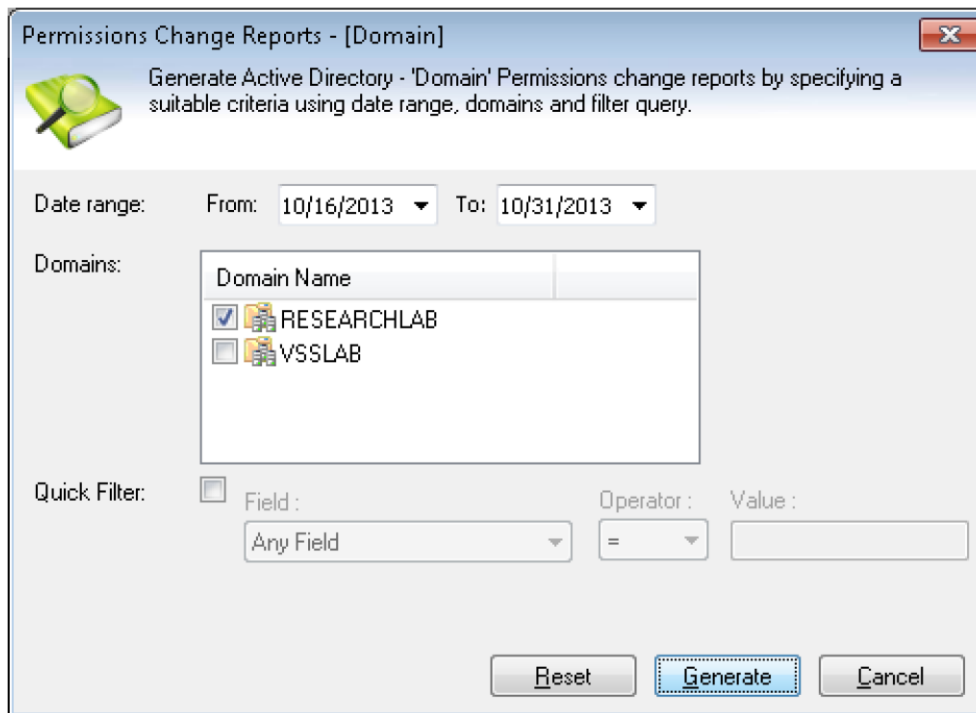 Permissions Change Reports - [Domain]
Generate Active Directory - 'Domain' Permissions change reports by specifying a
suitable criteria using date range, domains and filter query.
Date range: From: 10/16/2013 To: 10/31/2013
Domains:
Domain Name
RESEARCHLAB
VSSLAB
Quick Filter:
Field : Operator : Value :
Any Field =
Reset Generate Cancel